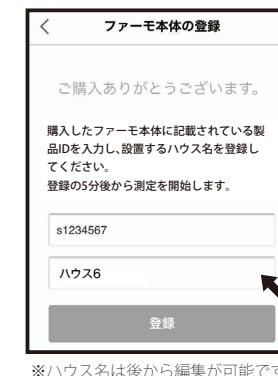 ファーモ本体の登録
ご購入ありがとうございます。
購入したファーモ本体に記載されている製
品IDを入力し、設置するハウス名を登録し
てください。
登録の5分後から測定を開始します。
s1234567
ハウス6
登録
※ハウス名は後から編集が可能です